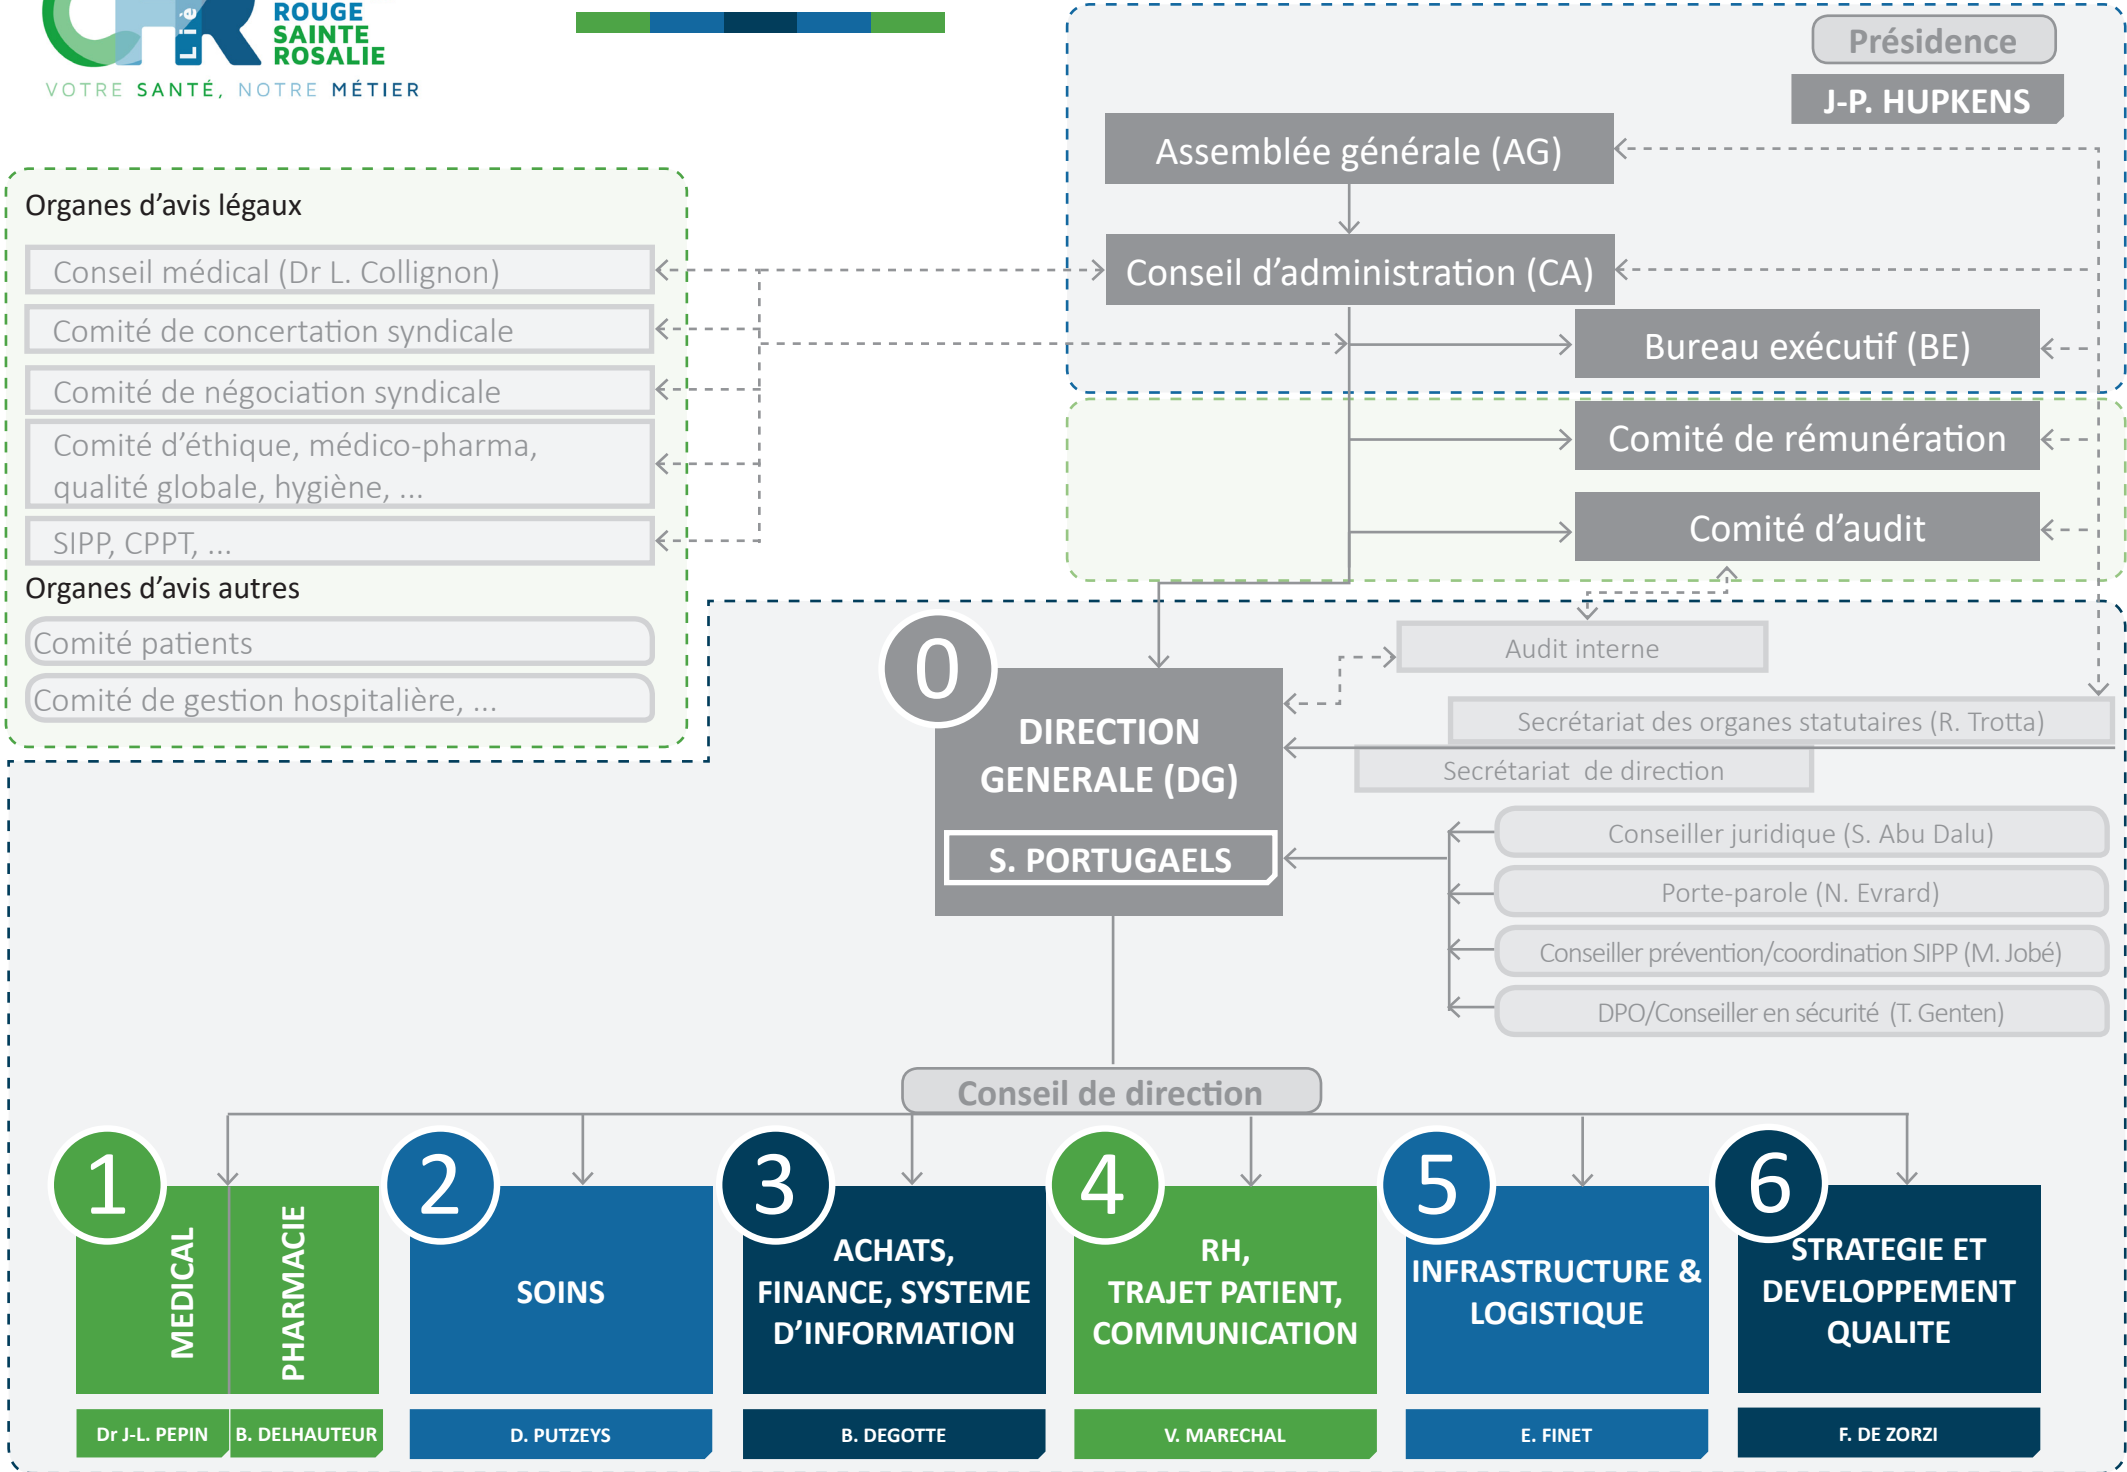 CHR
Liè
ROUGE
SAINTE
ROSALIE
VOTRE SANTÉ, NOTRE MÉTIER
Présidence
J-P. HUPKENS
Assemblée générale (AG)
Conseil d’administration (CA)
Bureau exécutif (BE)
Comité de rémunération
Comité d’audit
Organes d’avis légaux
Conseil médical (Dr L. Collignon)
Comité de concertation syndicale
Comité de négociation syndicale
Comité d’éthique, médico-pharma,
qualité globale, hygiène, ...
SIPP, CPPT, ...
Organes d’avis autres
Comité patients
Comité de gestion hospitalière, ...
0
DIRECTION
GENERALE (DG)
S. PORTUGAELS
Audit interne
Secrétariat des organes statutaires (R. Trotta)
Secrétariat de direction
Conseiller juridique (S. Abu Dalu)
Porte-parole (N. Evrard)
Conseiller prévention/coordination SIPP (M. Jobé)
DPO/Conseiller en sécurité (T. Genten)
Conseil de direction
1
MEDICAL
PHARMACIE
Dr J-L. PEPIN
B. DELHAUTEUR
2
SOINS
D. PUTZEYS
3
ACHATS,
FINANCE, SYSTEME
D’INFORMATION
B. DEGOTTE
4
RH,
TRAJET PATIENT,
COMMUNICATION
V. MARECHAL
5
INFRASTRUCTURE &
LOGISTIQUE
E. FINET
6
STRATEGIE ET
DEVELOPPEMENT
QUALITE
F. DE ZORZI